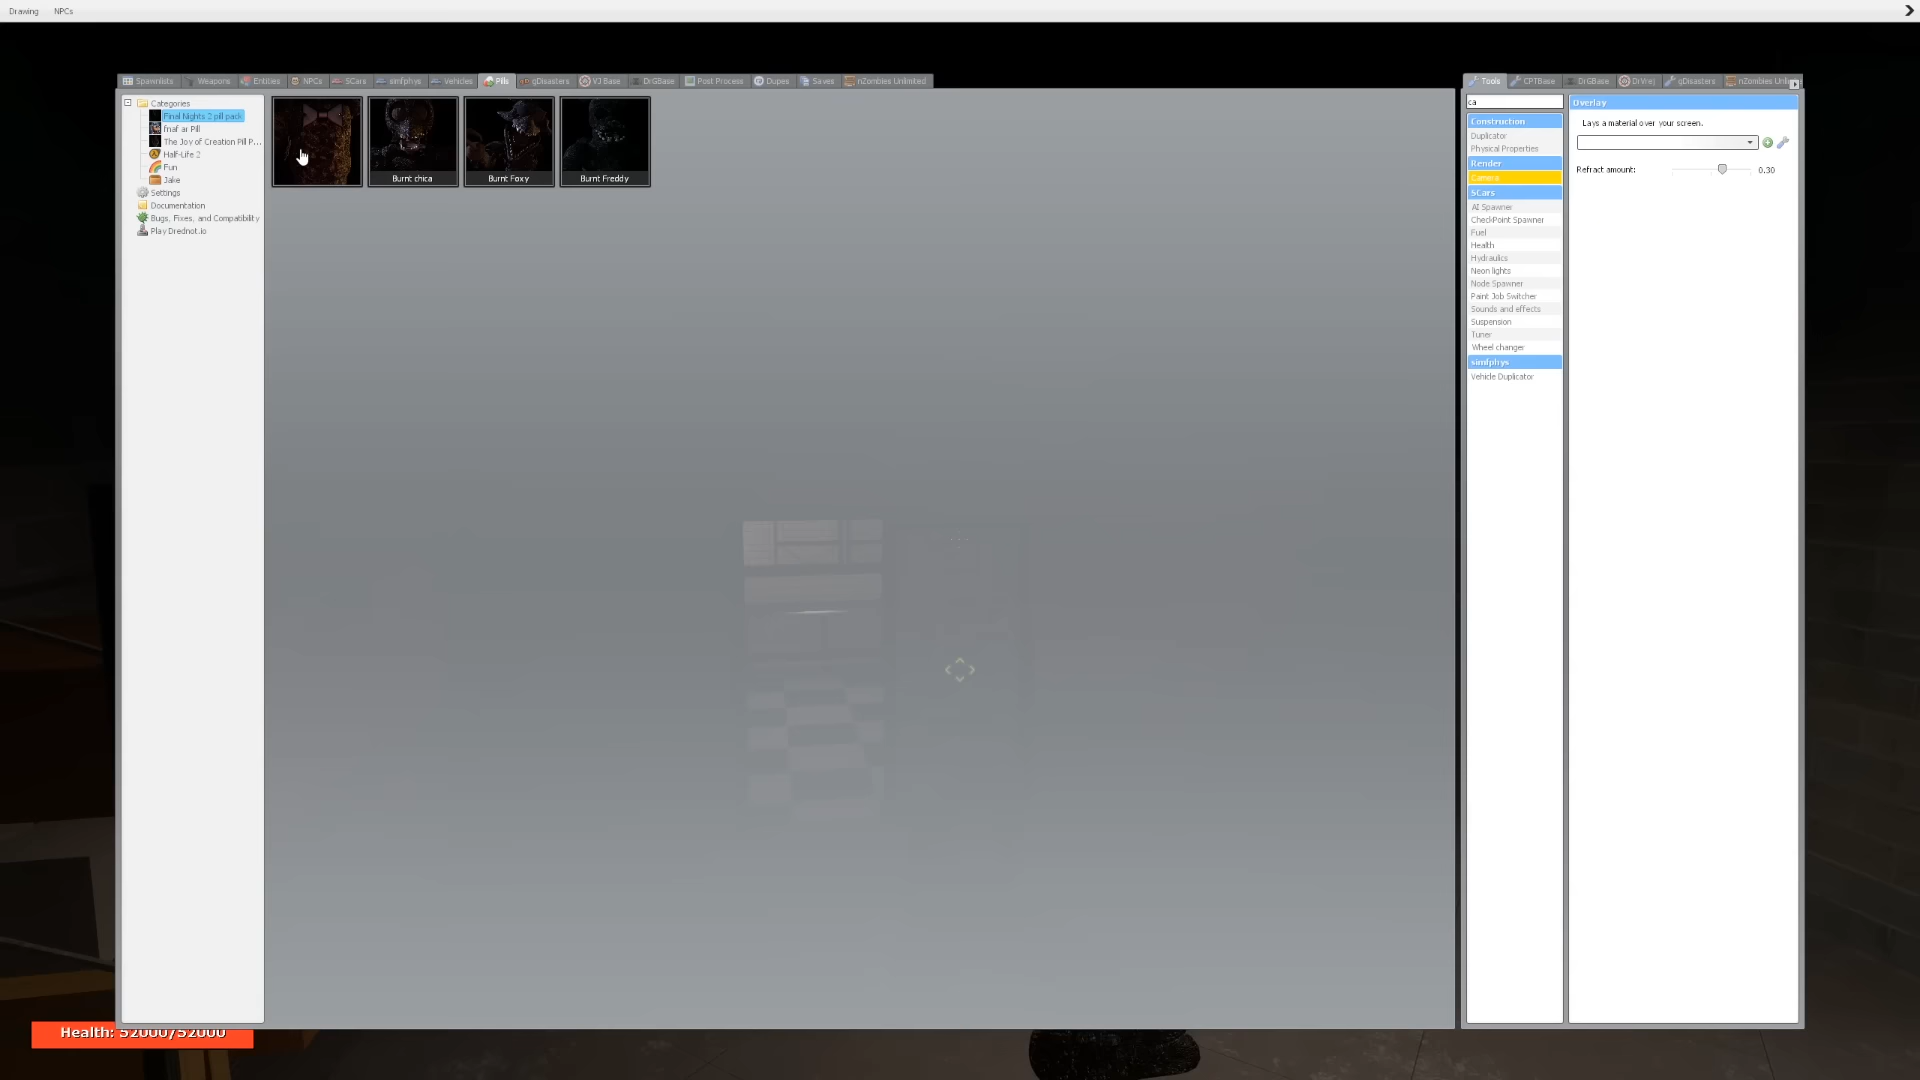 Drawing NPCs
Spawnlists Weapons Entities NPCs SCars simfphys Vehicles Pills gDisasters VJ Base DrGBase Post Process Dupes Saves nZombies Unlimited
Tools CPTBase DrGBase DrVrej gDisasters nZombies Unli
Categories
Final Nights 2 pill pack
fnaf ar Pill
The Joy of Creation Pill P...
Half-Life 2
Fun
Jake
Settings
Documentation
Bugs, Fixes, and Compatibility
Play Drednot.io
Burnt chica
Burnt Foxy
Burnt Freddy
ca
Construction
Duplicator
Physical Properties
Render
Camera
SCars
AI Spawner
CheckPoint Spawner
Fuel
Health
Hydraulics
Neon lights
Node Spawner
Paint Job Switcher
Sounds and effects
Suspension
Tuner
Wheel changer
simfphys
Vehicle Duplicator
Overlay
Lays a material over your screen.
Refract amount: 0.30
Health: 52000/52000